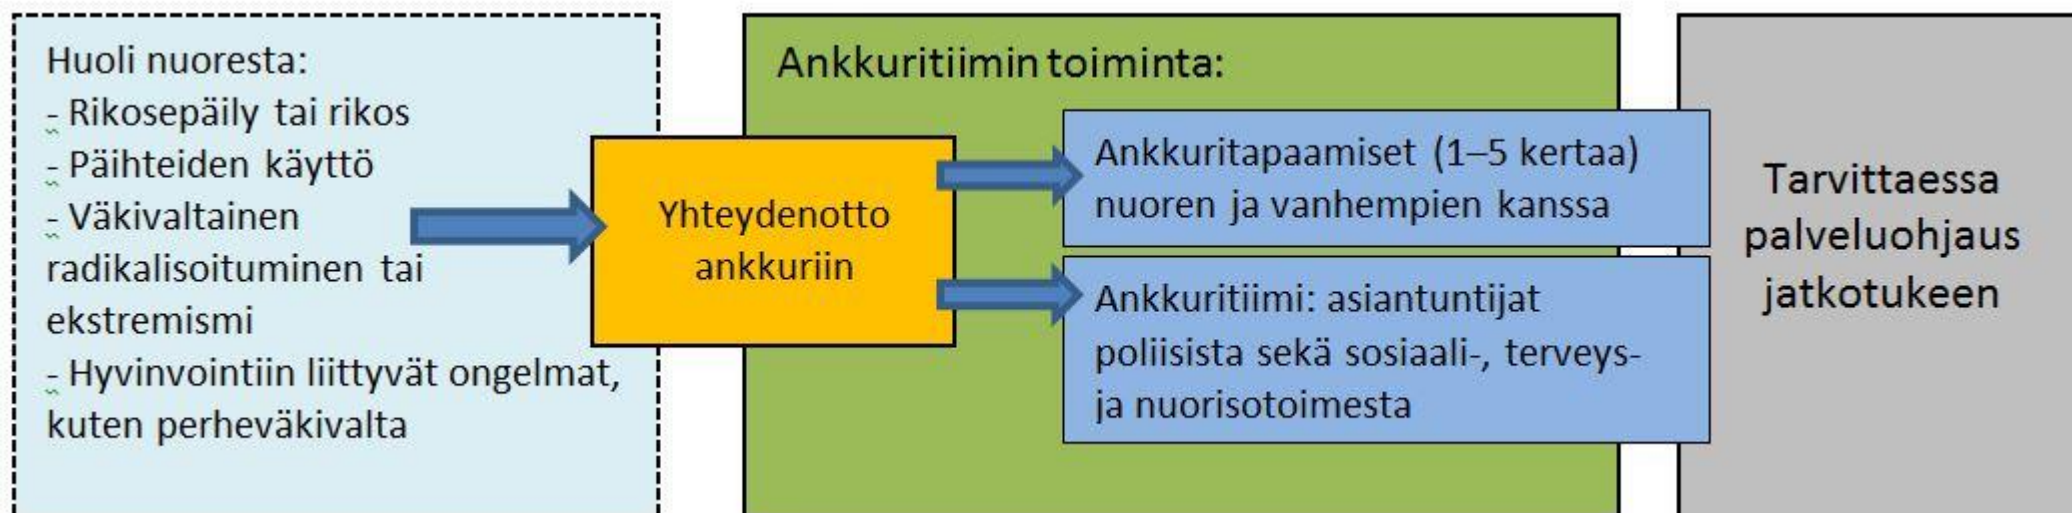 Huoli nuoresta:
- Rikosepäily tai rikos
- Päihteiden käyttö
- Väkivaltainen
radikalisoituminen tai
ekstremismi
- Hyvinvointiin liittyvät ongelmat,
kuten perheväkivalta
Yhteydenotto
ankkuriin
Ankkuritiimin toiminta:
Ankkuritapaamiset (1–5 kertaa)
nuoren ja vanhempien kanssa
Ankkuritiimi: asiantuntijat
poliisista sekä sosiaali-, terveys-
ja nuorisotoimesta
Tarvittaessa
palveluohjaus
jatkotukeen